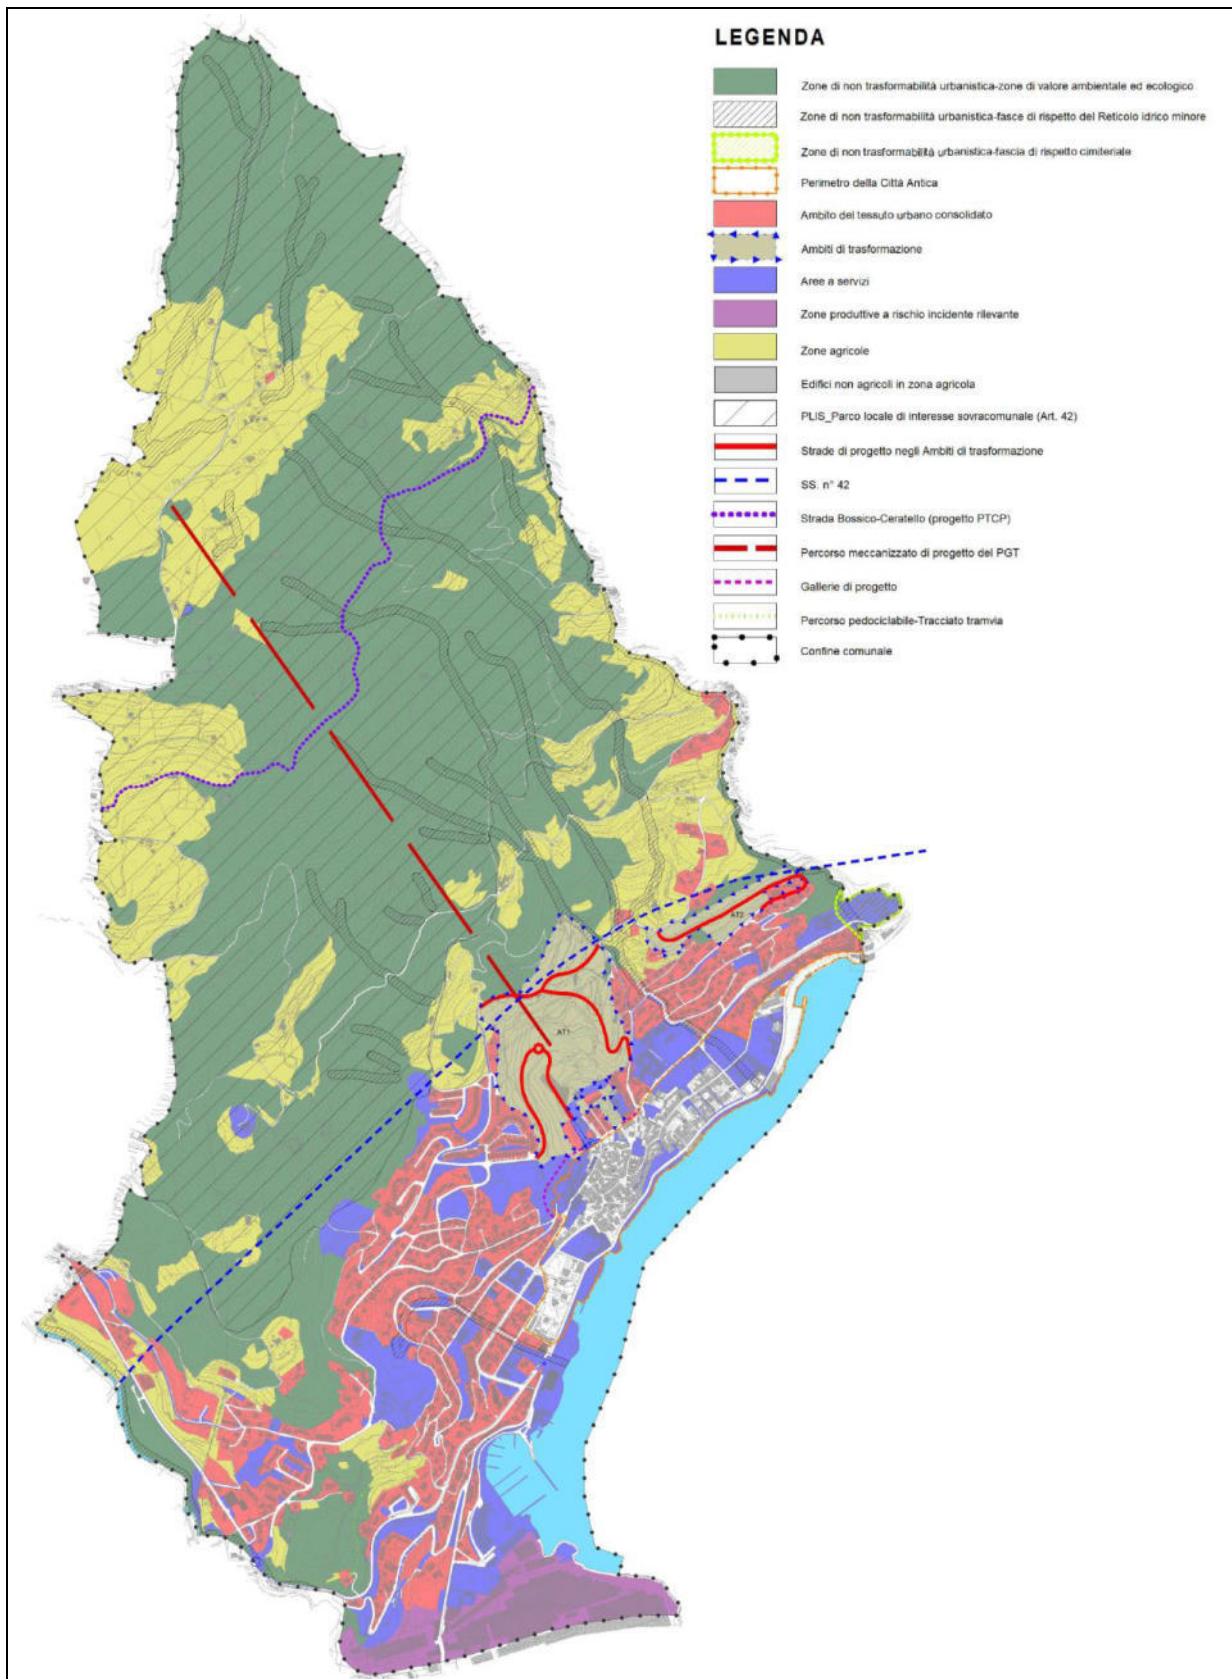 LEGENDA
Zone di non trasformabilità urbanistica-zone di valore ambientale ed ecologico
Zone di non trasformabilità urbanistica-fasce di rispetto del Reticolo idrico minore
Zone di non trasformabilità urbanistica-fascia di rispetto cimiteriale
Perimetro della Città Antica
Ambito del tessuto urbano consolidato
Ambiti di trasformazione
Aree a servizi
Zone produttive a rischio incidente rilevante
Zone agricole
Edifici non agricoli in zona agricola
PLIS_Parco locale di interesse sovracomunale (Art. 42)
Strade di progetto negli Ambiti di trasformazione
SS. n° 42
Strada Bossico-Ceratello (progetto PTCP)
Percorso meccanizzato di progetto del PGT
Gallerie di progetto
Percorso pedociclabile-Tracciato tramvia
Confine comunale
AT2
AT1